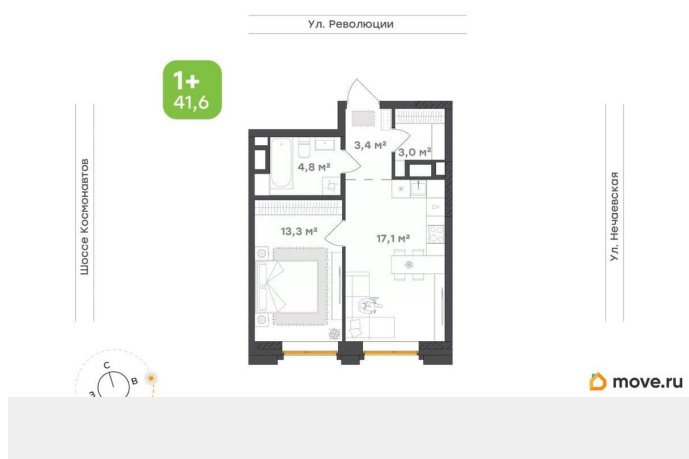 Ул. Революции
1+
41,6
3,4 м²
3,0 м²
4,8 м²
13,3 м²
17,1 м²
Шоссе Космонавтов
Ул. Нечаевская
С
В
З
move.ru